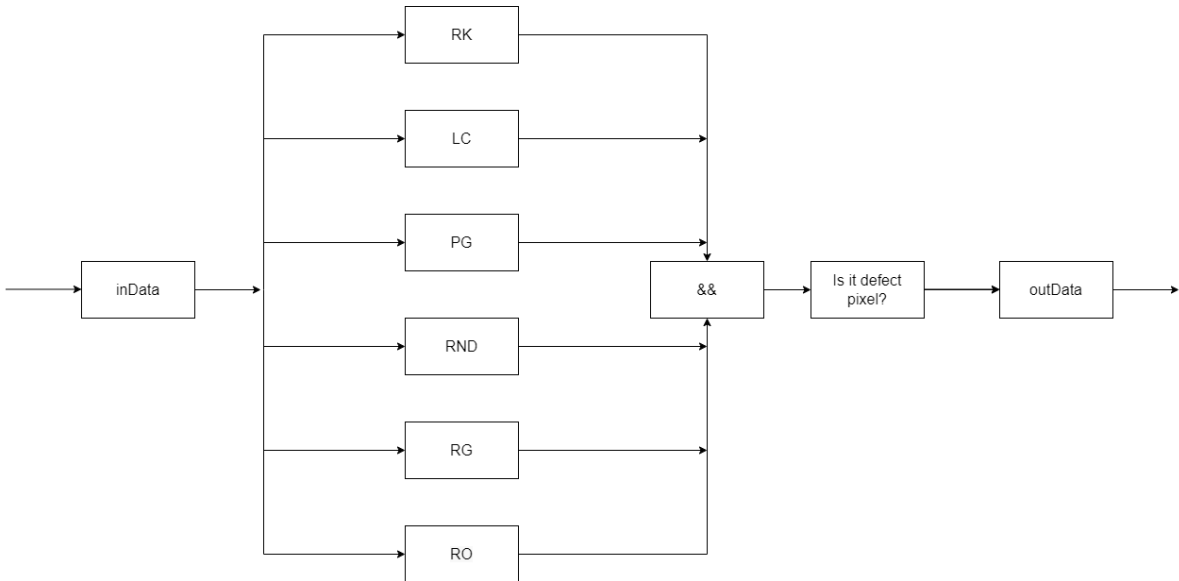 RK
LC
PG
inData
&&
Is it defect
pixel?
outData
RND
RG
RO